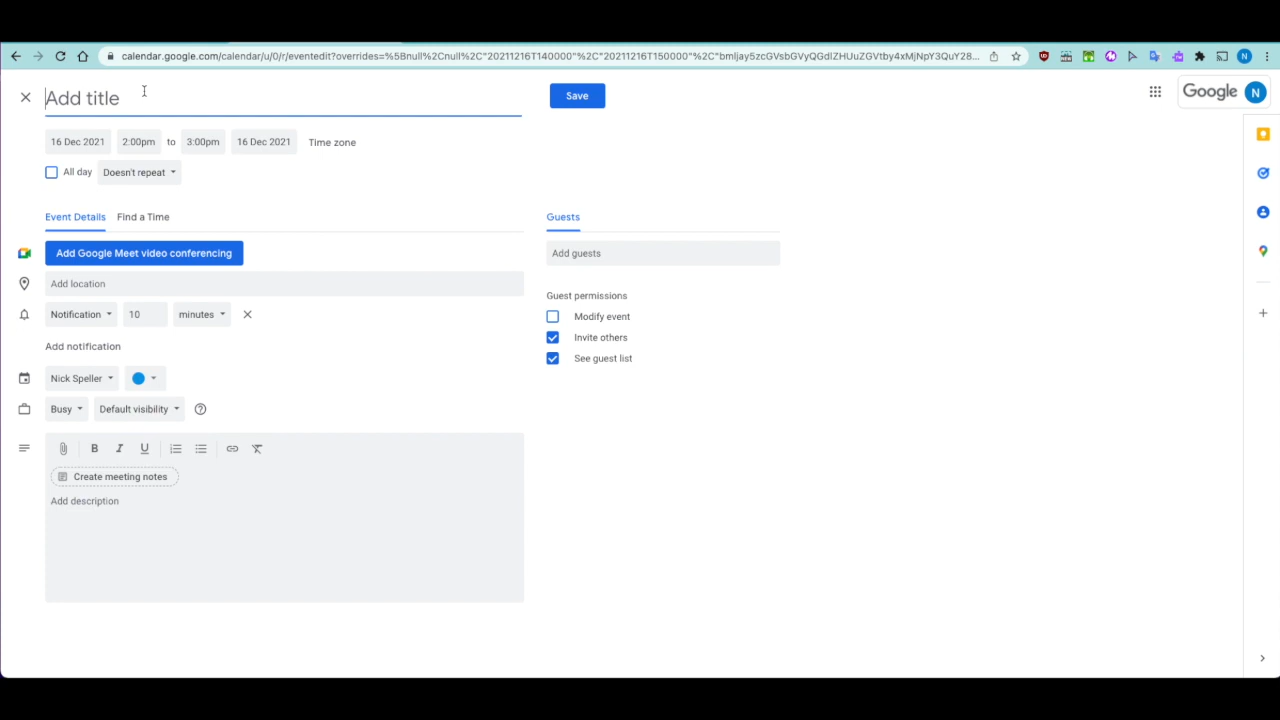 calendar.google.com/calendar/u/0/r/eventedit?overrides=%5Bnull%2Cnull%2C"20211216T140000"%2C"20211216T150000"%2C"bmljay5zcGVsbGVyQGdlZHUuZGVtby4xMjNpY3QuY28...
N
Add title
Save
Google N
16 Dec 2021 2:00pm to 3:00pm 16 Dec 2021 Time zone
All day Doesn't repeat
Event Details Find a Time
Guests
Add Google Meet video conferencing
Add guests
Add location
Guest permissions
Notification 10 minutes
Modify event
Invite others
Add notification
See guest list
Nick Speller
Busy Default visibility
B I U
Create meeting notes
Add description